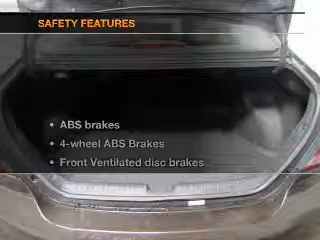 SAFETY FEATURES
• ABS brakes
• 4-wheel ABS Brakes
• Front Ventilated disc brakes